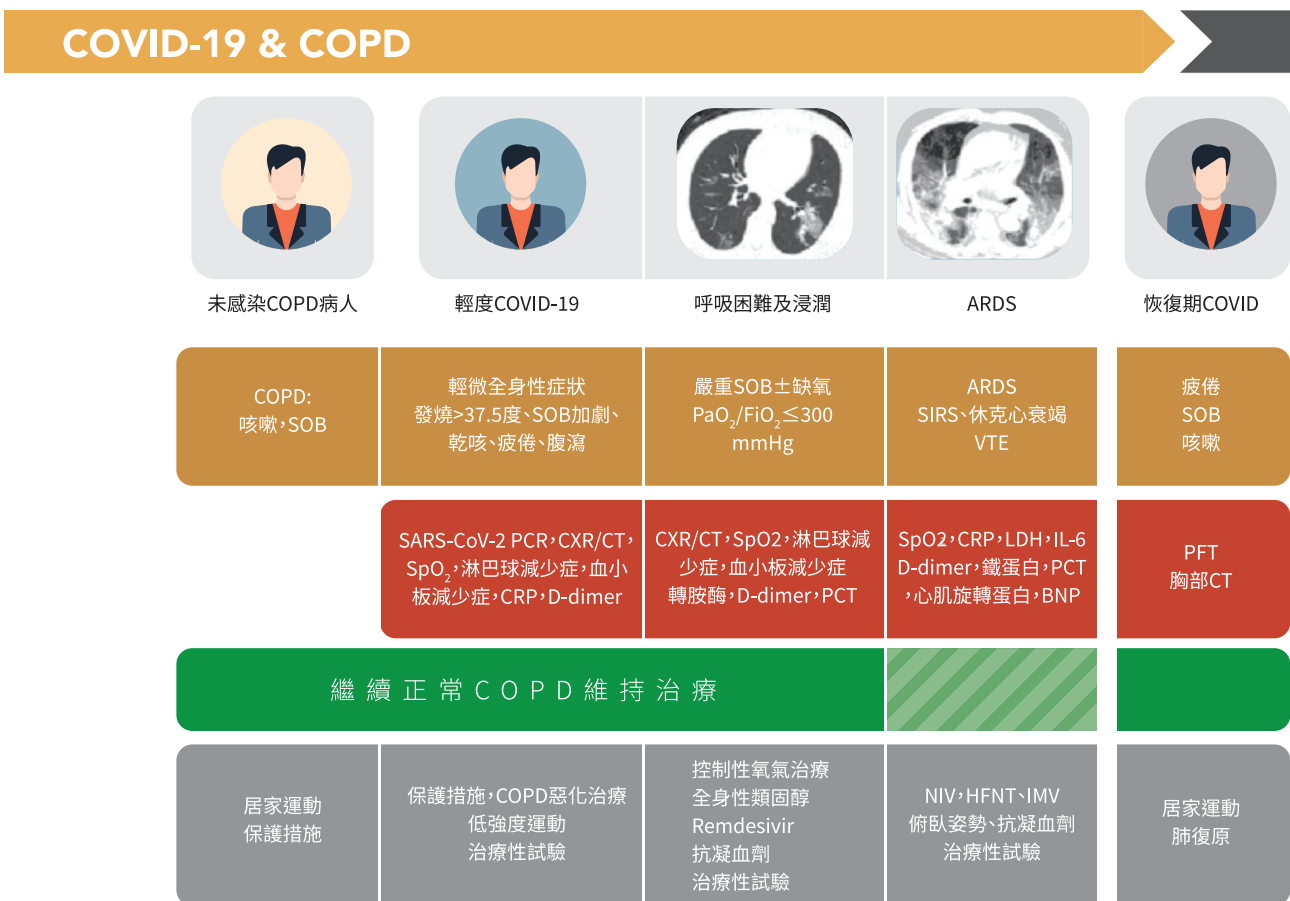 COVID-19 & COPD
未感染COPD病人
輕度COVID-19
呼吸困難及浸潤
ARDS
恢復期COVID
COPD:
咳嗽，SOB
輕微全身性症狀
發燒>37.5度、SOB加劇、
乾咳、疲倦、腹瀉
嚴重SOB±缺氧
PaO₂/FiO₂≦300
mmHg
ARDS
SIRS、休克心衰竭
VTE
疲倦
SOB
咳嗽
SARS-CoV-2 PCR，CXR/CT，
SpO₂，淋巴球減少症，血小
板減少症，CRP，D-dimer
CXR/CT，SpO2，淋巴球減
少症，血小板減少症
轉胺酶，D-dimer，PCT
SpO2，CRP，LDH，IL-6
D-dimer，鐵蛋白，PCT
，心肌旋轉蛋白，BNP
PFT
胸部CT
繼續正常COPD維持治療
居家運動
保護措施
保護措施，COPD惡化治療
低強度運動
治療性試驗
控制性氧氣治療
全身性類固醇
Remdesivir
抗凝血劑
治療性試驗
NIV，HFNT、IMV
俯臥姿勢、抗凝血劑
治療性試驗
居家運動
肺復原